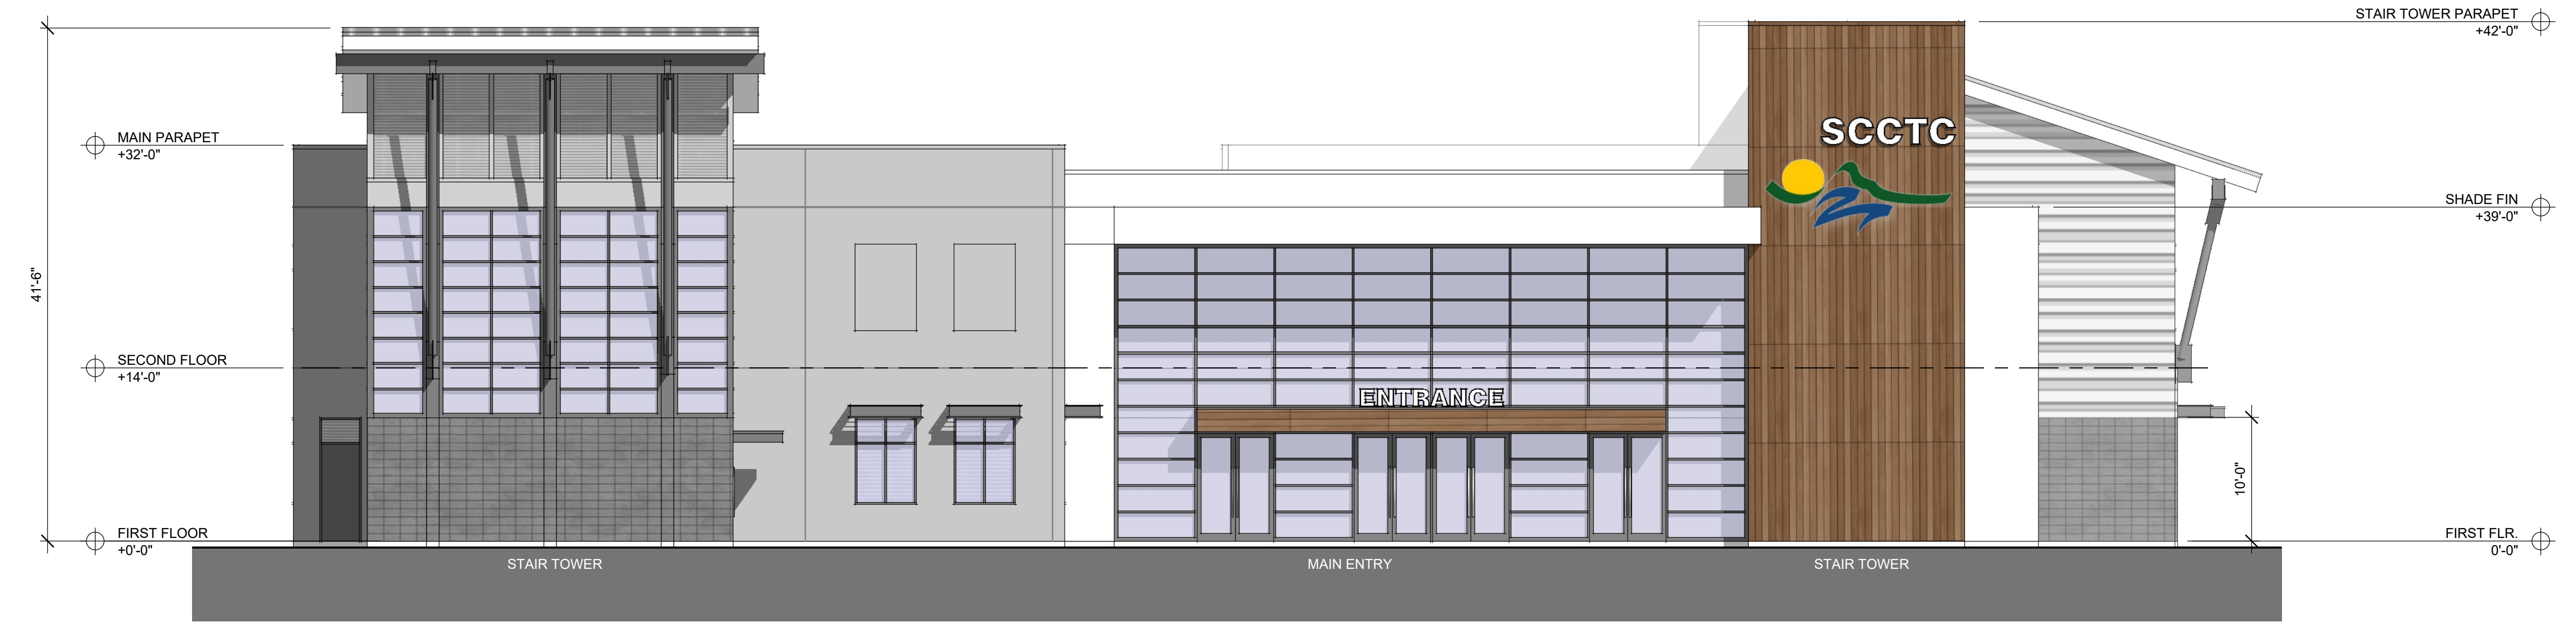 STAIR TOWER PARAPET
+42'-0"
MAIN PARAPET
+32'-0"
SCCTC
SHADE FIN
+39'-0"
41'-6"
SECOND FLOOR
+14'-0"
ENTRANCE
10'-0"
FIRST FLOOR
+0'-0"
FIRST FLR.
0'-0"
STAIR TOWER
MAIN ENTRY
STAIR TOWER